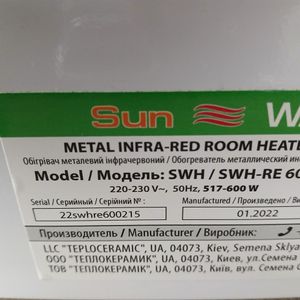 Sun W
METAL INFRA-RED ROOM HEATE
Обігрівач металевий інфрачервоний / Обогреватель металлический ин
Model / Модель: SWH / SWH-RE 60
220-230 V~, 50Hz, 517-600 W
Serial / Серийный / Серійний № : Manufactured / Произведено / Ви
22swhre600215 01.2022
Производитель / Manufacturer / Виробник:
LLC "TEPLOCERAMIC", UA, 04073, Kiev, Semena Sklya
ООО "ТЕПЛОКЕРАМИК", UA, 04073, Киев, ул.Семена
ТОВ "ТЕПЛОКЕРАМІК", UA, 04073, Київ, вул. Семена С